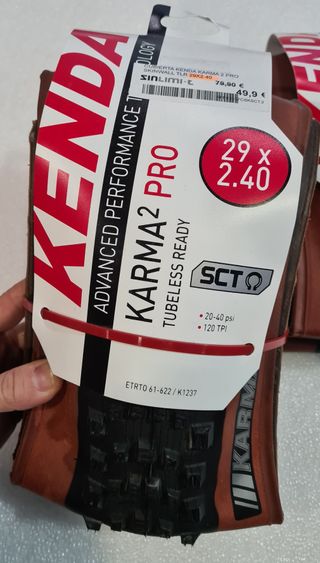 KENDA
ADVANCED PERFORMANCE
KARMA² PRO
TUBELESS READY
CUBIERTA KENDA KARMA 2 PRO
SKINWALL TLR 29X2.40
SINLIMIT-E
79,90 €
49,9 €
29 x
2.40
SCT
• 20-40 psi
• 120 TPI
ETRTO 61-622 / K1237
KARMA